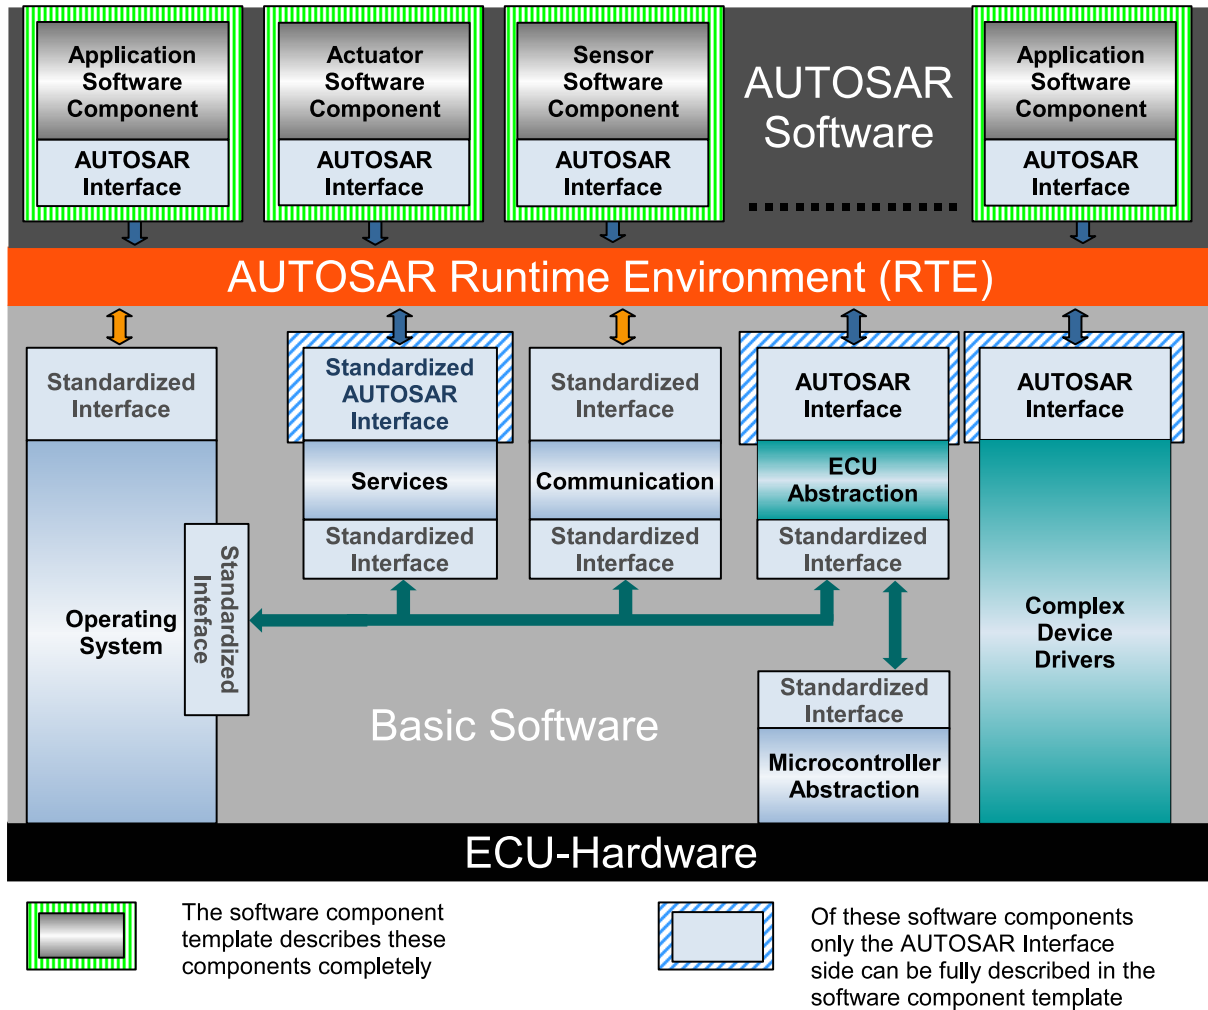 Application
Software
Component
AUTOSAR
Interface
Actuator
Software
Component
AUTOSAR
Interface
Sensor
Software
Component
AUTOSAR
Interface
AUTOSAR
Software
Application
Software
Component
AUTOSAR
Interface
AUTOSAR Runtime Environment (RTE)
Standardized
Interface
Operating
System
Standardized
Interface
Standardized
AUTOSAR
Interface
Services
Standardized
Interface
Standardized
Interface
Communication
Standardized
Interface
AUTOSAR
Interface
ECU
Abstraction
Standardized
Interface
Standardized
Interface
Microcontroller
Abstraction
AUTOSAR
Interface
Complex
Device
Drivers
Basic Software
ECU-Hardware
The software component
template describes these
components completely
Of these software components
only the AUTOSAR Interface
side can be fully described in the
software component template